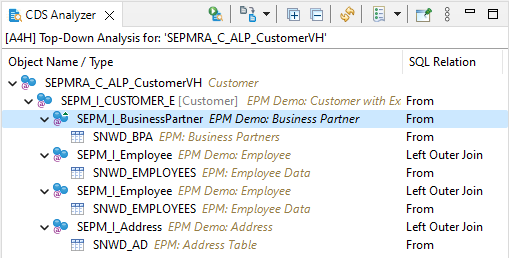 CDS Analyzer
[A4H] Top-Down Analysis for: 'SEPMRA_C_ALP_CustomerVH'
Object Name / Type SQL Relation
SEPMRA_C_ALP_CustomerVH Customer
SEPM_I_CUSTOMER_E [Customer] EPM Demo: Customer with Ex From
SEPM_I_BusinessPartner EPM Demo: Business Partner From
SNWD_BPA EPM: Business Partners From
SEPM_I_Employee EPM Demo: Employee Left Outer Join
SNWD_EMPLOYEES EPM: Employee Data From
SEPM_I_Employee EPM Demo: Employee Left Outer Join
SNWD_EMPLOYEES EPM: Employee Data From
SEPM_I_Address EPM Demo: Address Left Outer Join
SNWD_AD EPM: Address Table From